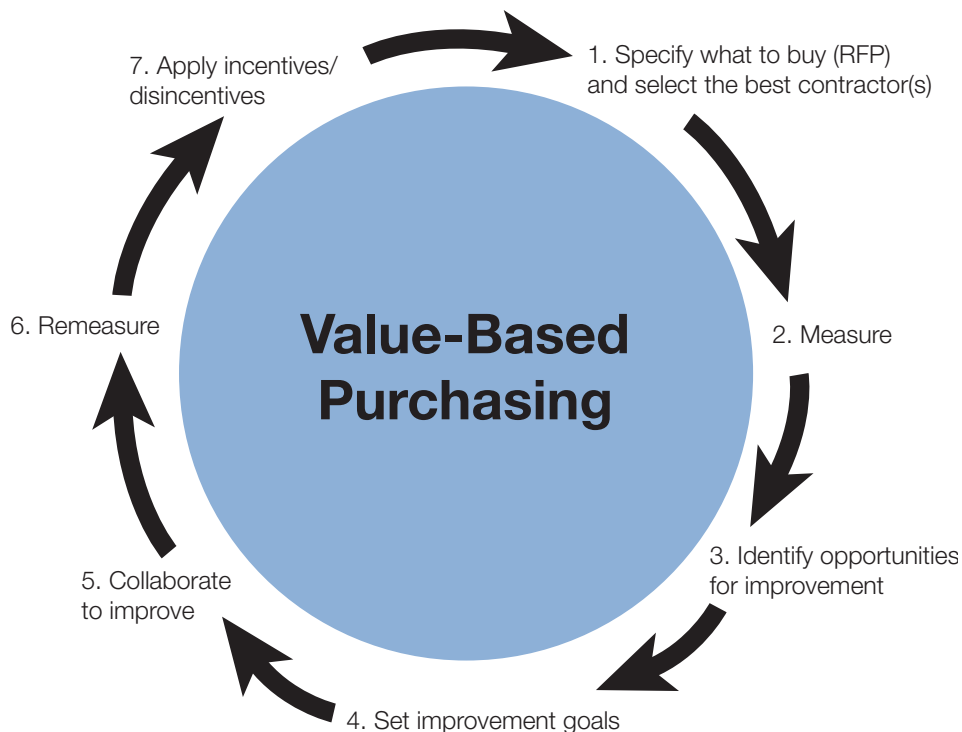 1. Specify what to buy (RFP)
and select the best contractor(s)
2. Measure
3. Identify opportunities
for improvement
4. Set improvement goals
5. Collaborate
to improve
6. Remeasure
7. Apply incentives/
disincentives
Value-Based
Purchasing